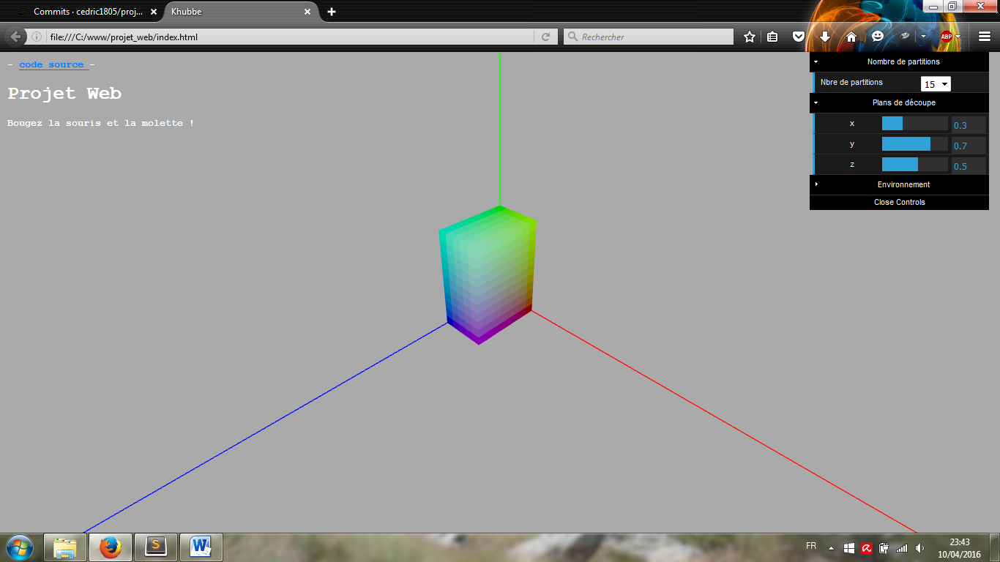 Commits · cedric1805/proj...
Khubbe
file:///C:/www/projet_web/index.html
Rechercher
ABP
- code source -
Projet Web
Bougez la souris et la molette !
Nombre de partitions
Nbre de partitions 15
Plans de découpe
x 0.3
y 0.7
z 0.5
Environnement
Close Controls
S
W
FR
23:43
10/04/2016